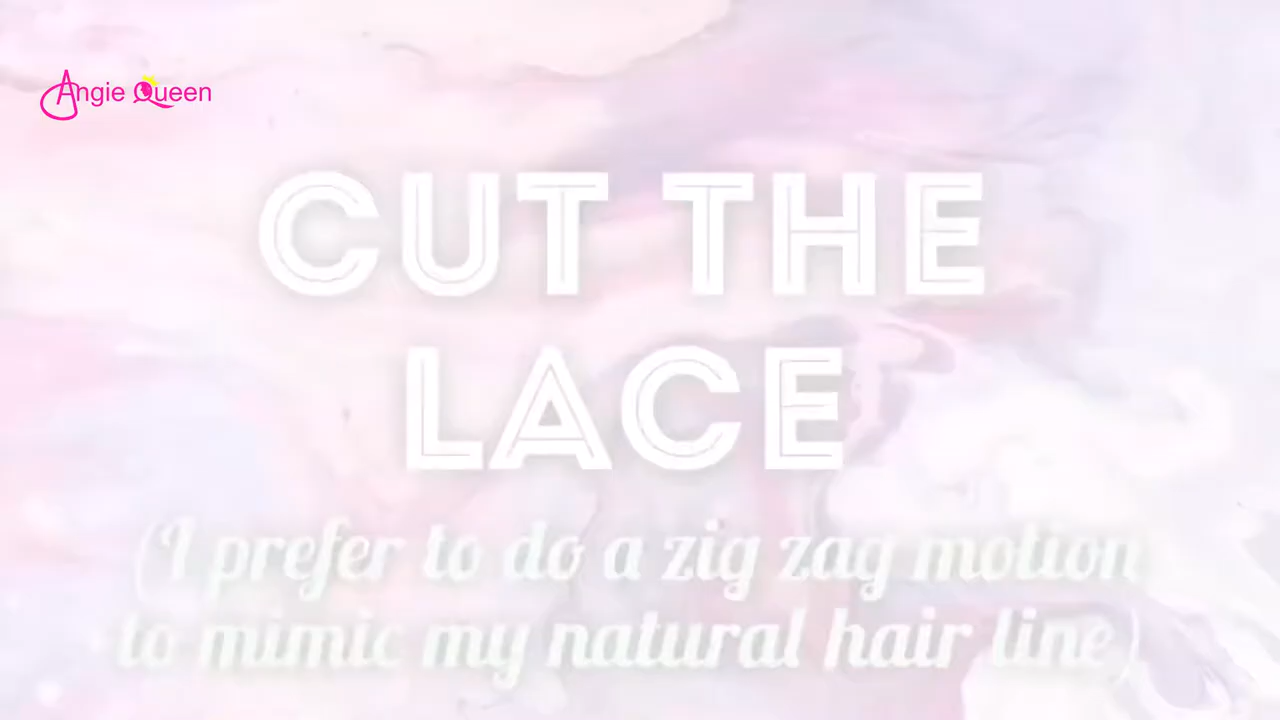 Angie Queen
CUT THE
LACE
(I prefer to do a zig zag motion
to mimic my natural hair line)